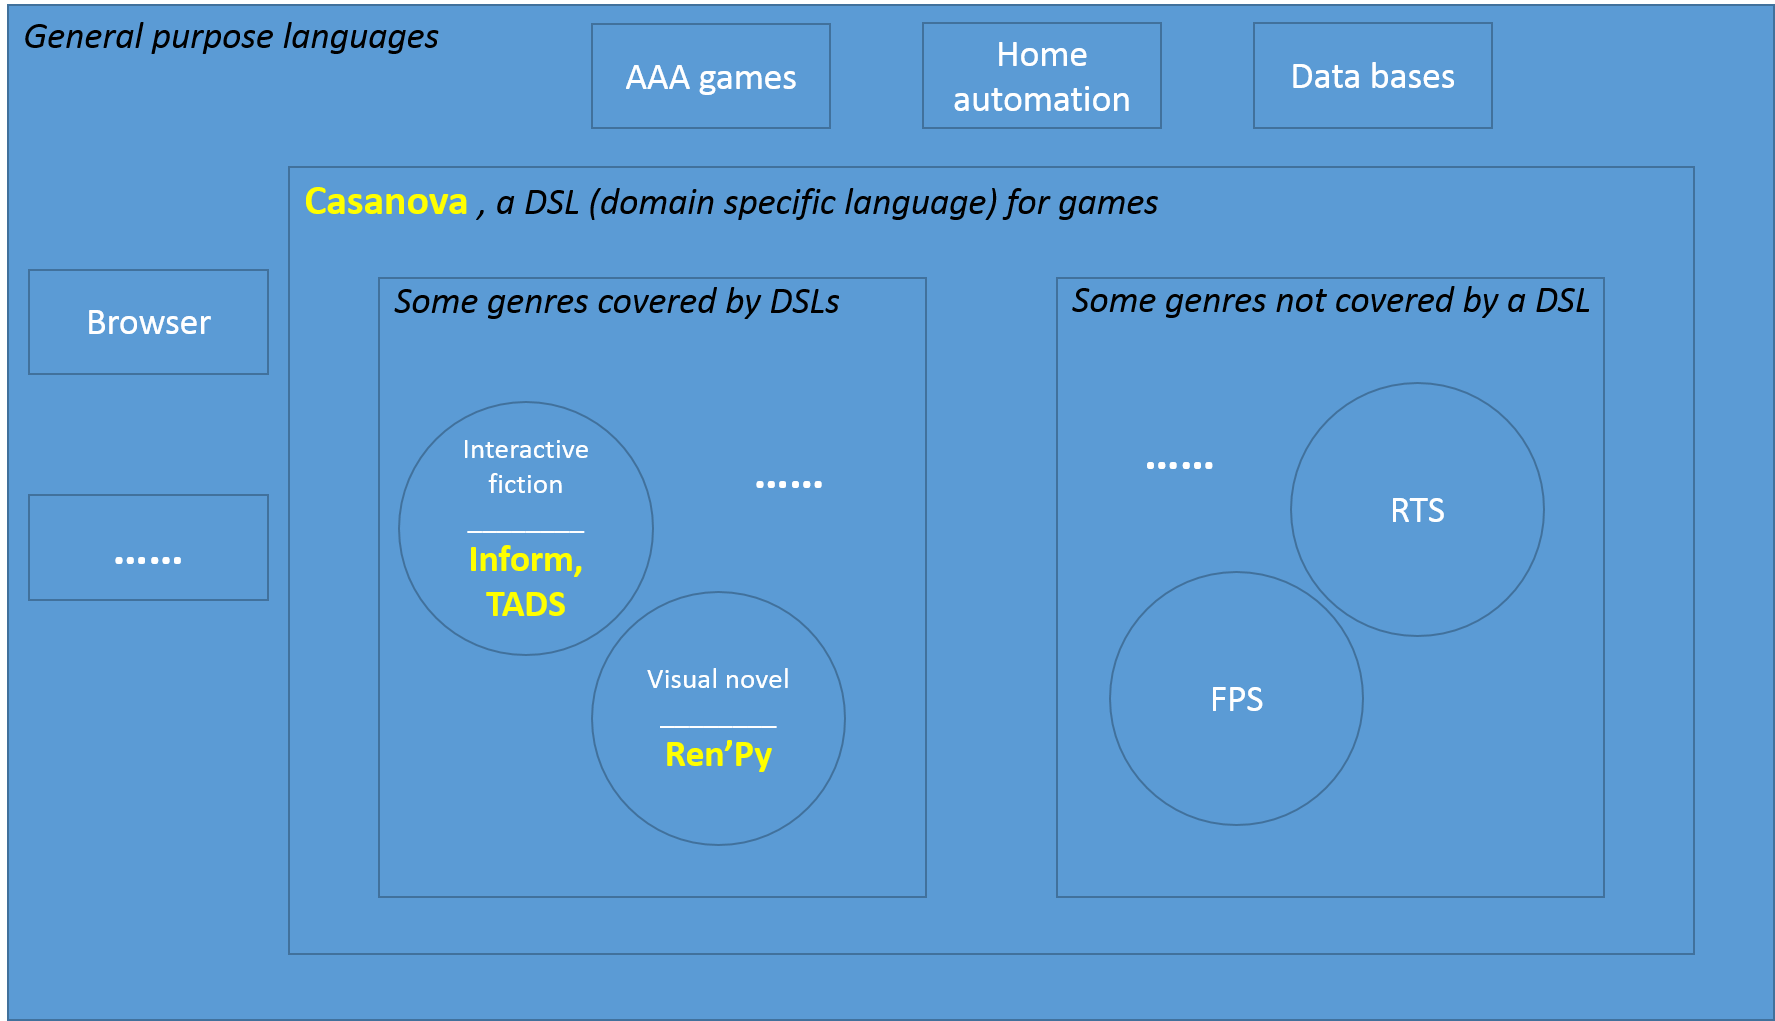 General purpose languages
AAA games
Home
automation
Data bases
Casanova , a DSL (domain specific language) for games
Browser
......
Some genres covered by DSLs
Interactive
fiction
Inform,
TADS
......
Visual novel
Ren’Py
Some genres not covered by a DSL
......
RTS
FPS